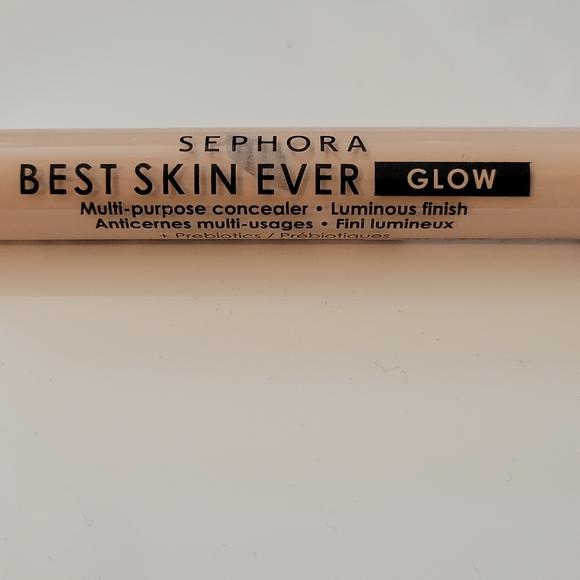 SEPHORA
BEST SKIN EVER GLOW
Multi-purpose concealer • Luminous finish
Anticernes multi-usages • Fini lumineux
+ Prebiotics / Prébiotiques